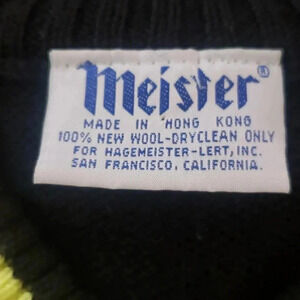 Meister®
MADE IN HONG KONG
100% NEW WOOL-DRYCLEAN ONLY
FOR HAGEMEISTER-LERT, INC.
SAN FRANCISCO, CALIFORNIA.